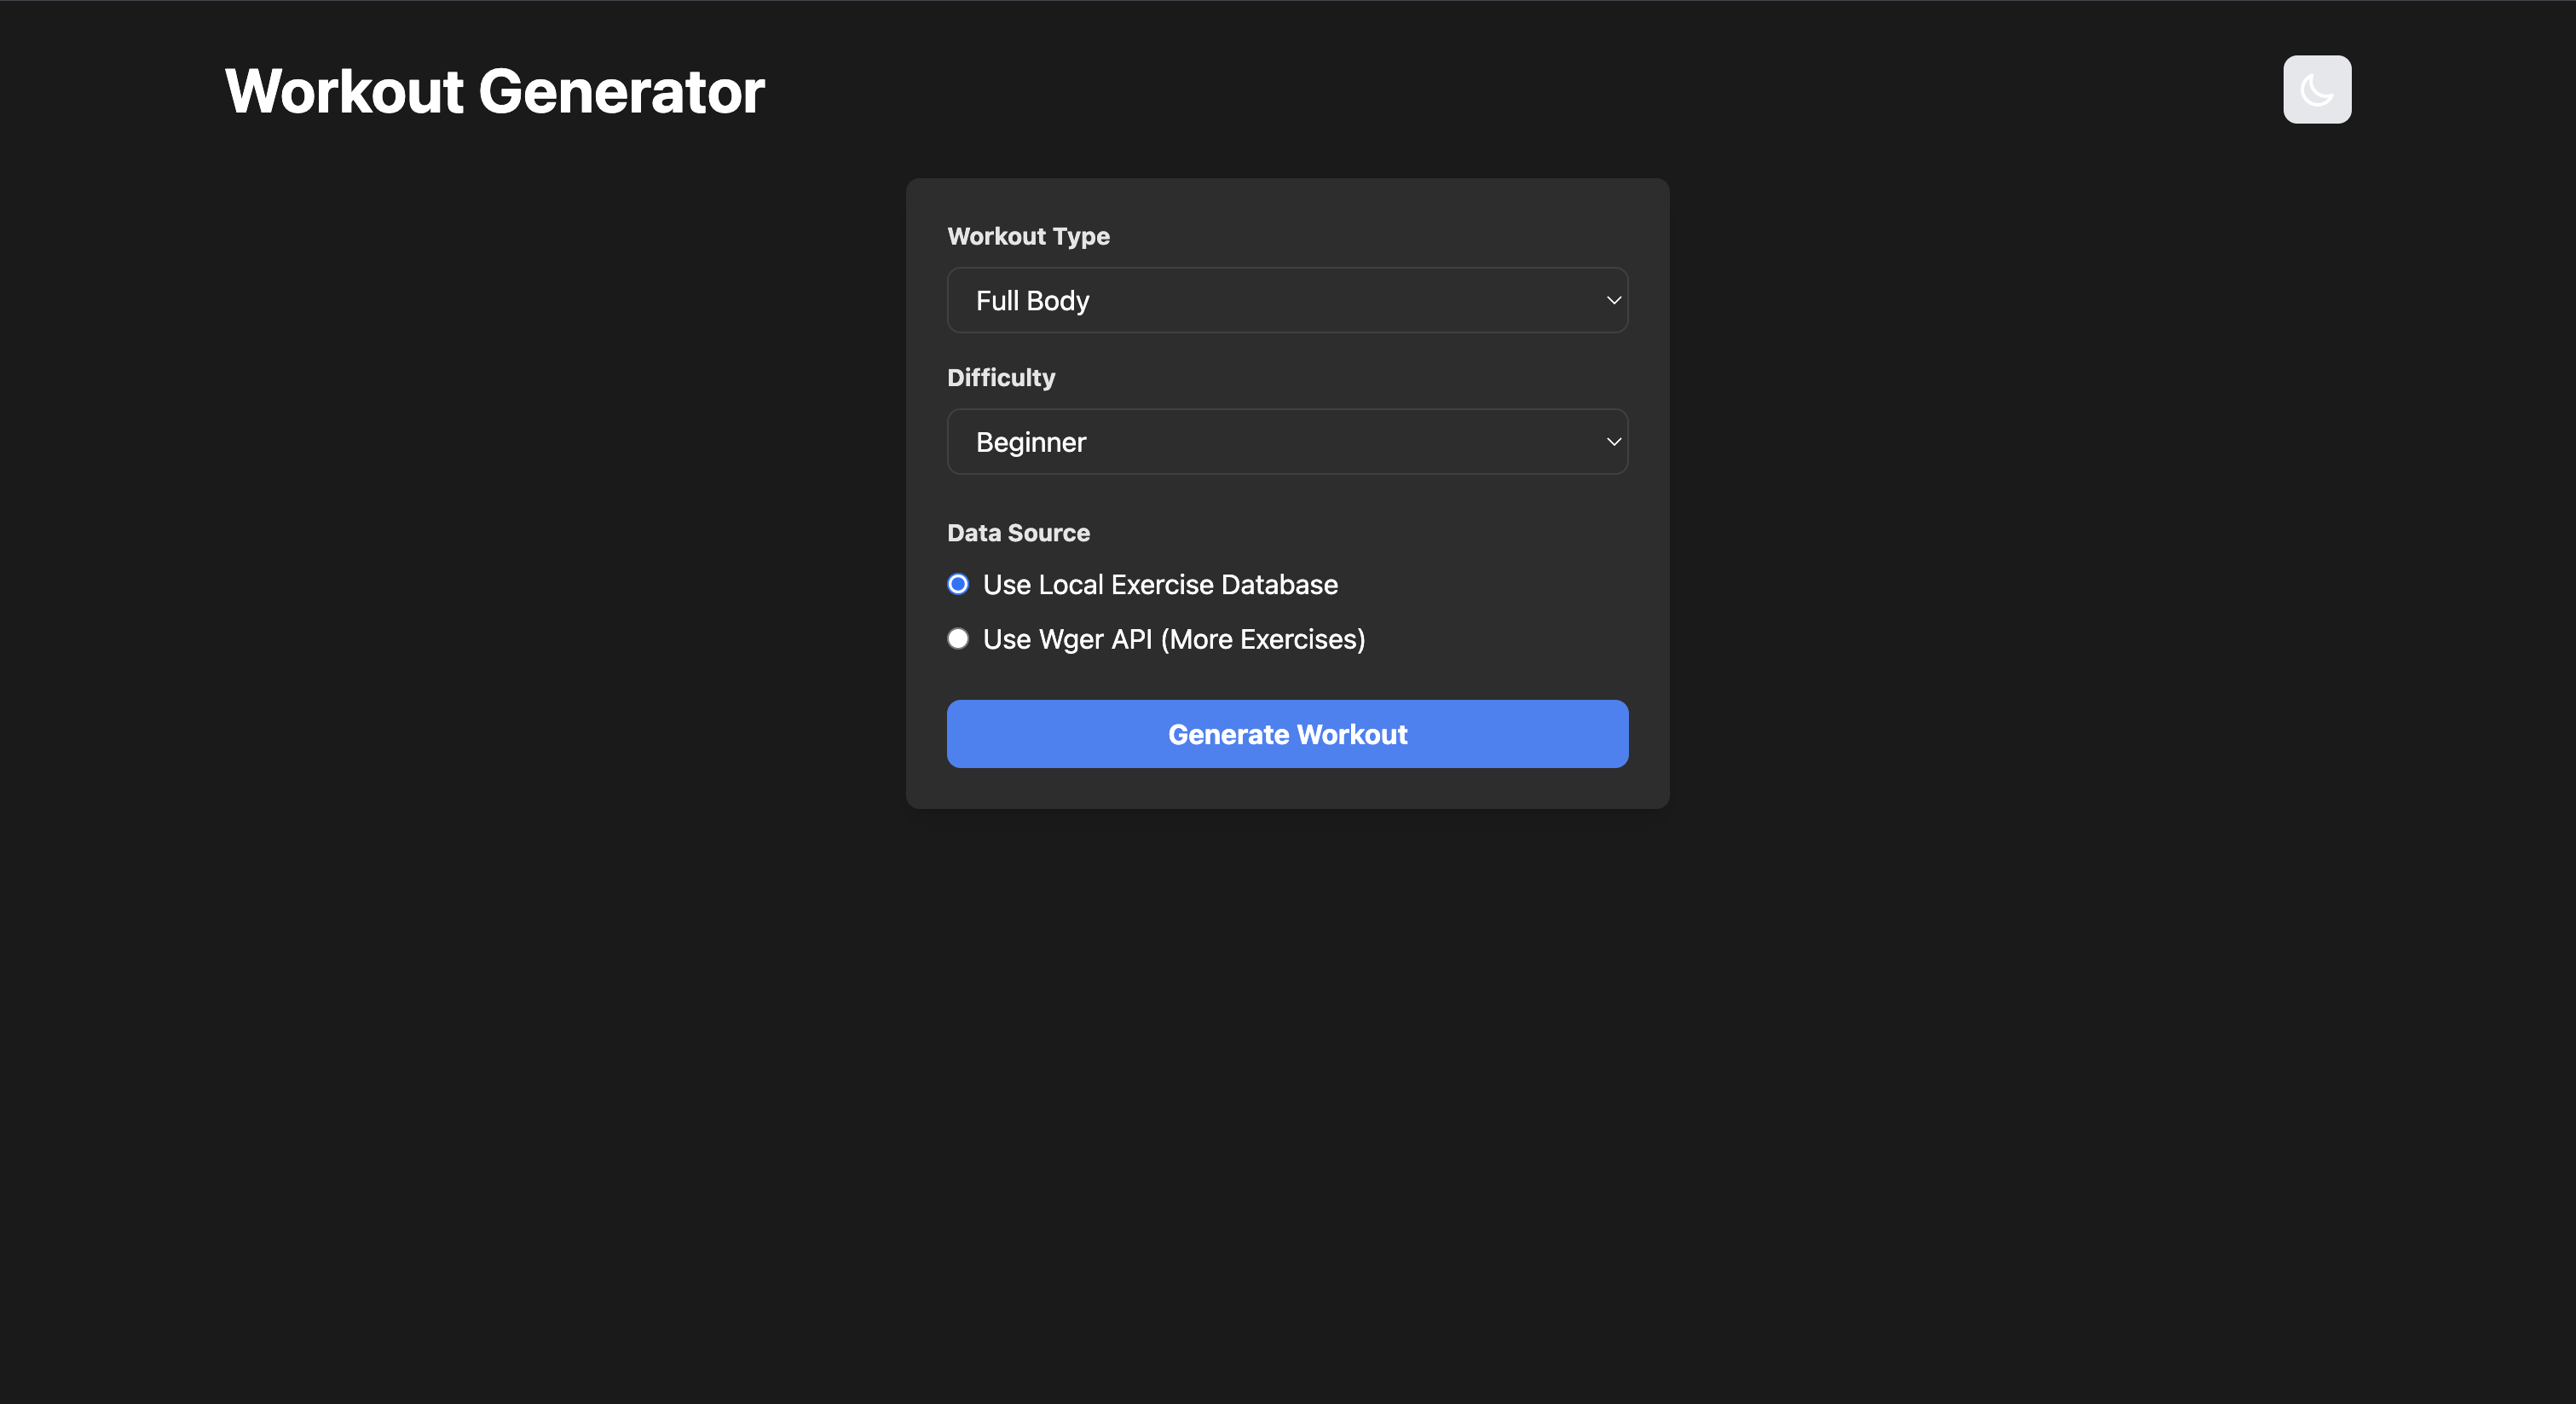 Workout Generator
Workout Type
Full Body
Difficulty
Beginner
Data Source
Use Local Exercise Database
Use Wger API (More Exercises)
Generate Workout